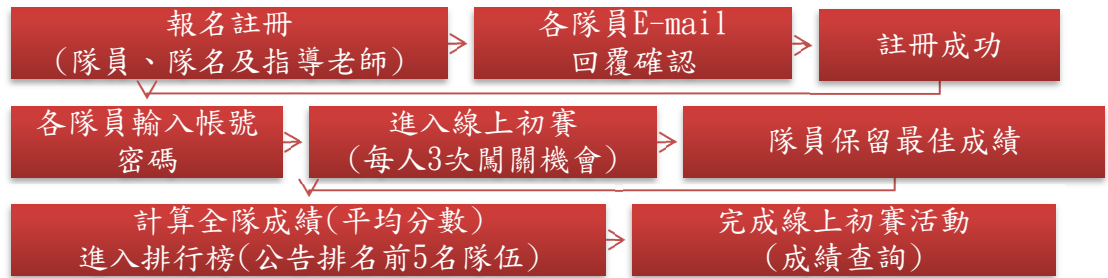 報名註冊
(隊員、隊名及指導老師)
各隊員E-mail
回覆確認
註冊成功
各隊員輸入帳號
密碼
進入線上初賽
(每人3次闖關機會)
隊員保留最佳成績
計算全隊成績(平均分數)
進入排行榜(公告排名前5名隊伍)
完成線上初賽活動
(成績查詢)